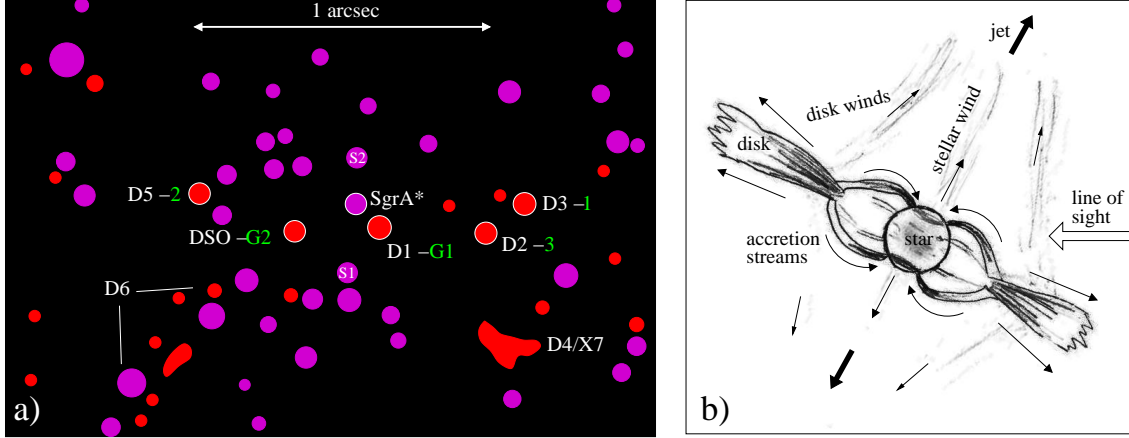 1 arcsec
S2
D5 –2
SgrA*
D3 –1
DSO –G2
D1 –G1
D2 –3
S1
D6
D4/X7
a)
jet
disk winds
stellar wind
disk
line of
sight
star
accretion
streams
b)